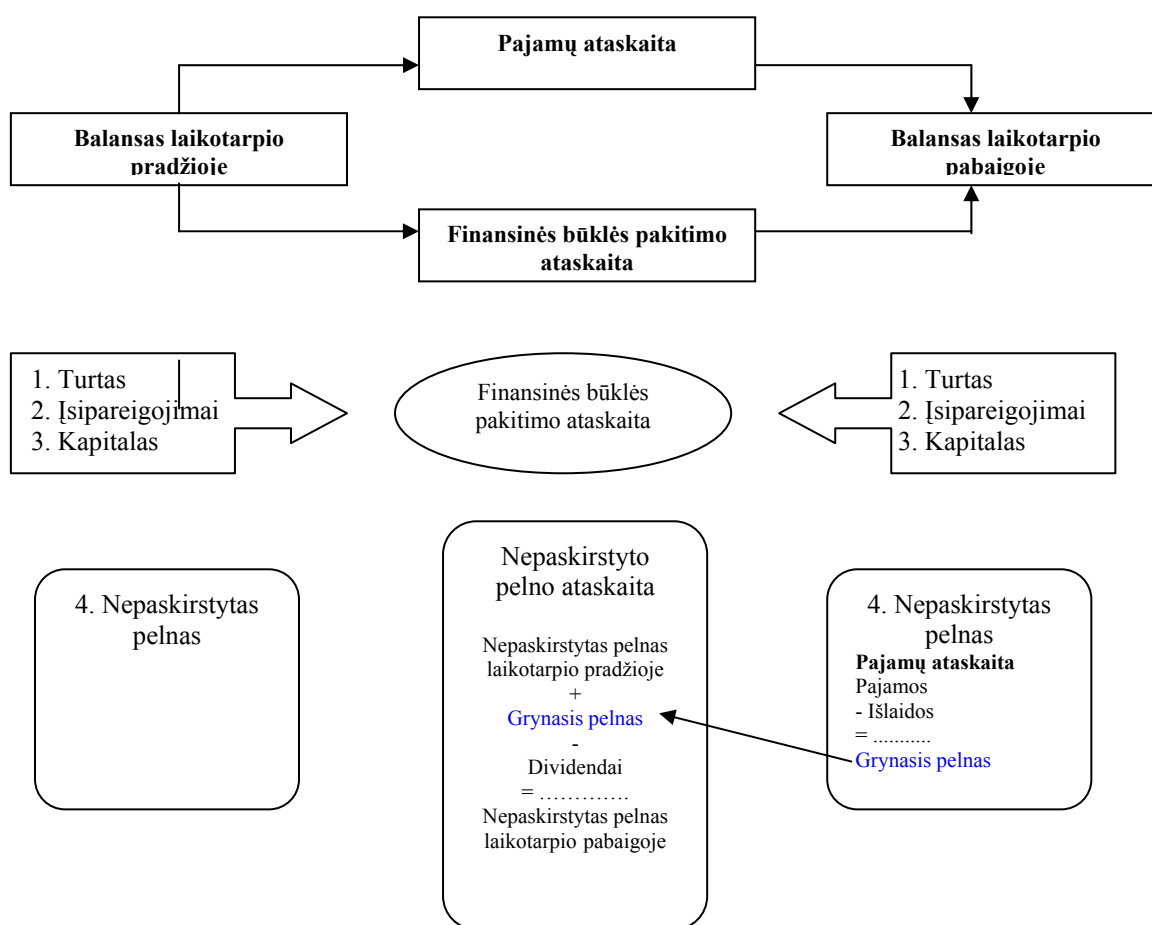 Pajamų ataskaita
Balansas laikotarpio
pradžioje
Balansas laikotarpio
pabaigoje
Finansinės būklės pakitimo
ataskaita
1. Turtas
2. Įsipareigojimai
3. Kapitalas
Finansinės būklės
pakitimo ataskaita
1. Turtas
2. Įsipareigojimai
3. Kapitalas
4. Nepaskirstytas
pelnas
Nepaskirstyto
pelno ataskaita
Nepaskirstytas pelnas
laikotarpio pradžioje
+
Grynasis pelnas
-
Dividendai
= ………….
Nepaskirstytas pelnas
laikotarpio pabaigoje
4. Nepaskirstytas
pelnas
Pajamų ataskaita
Pajamos
- Išlaidos
= ...........
Grynasis pelnas